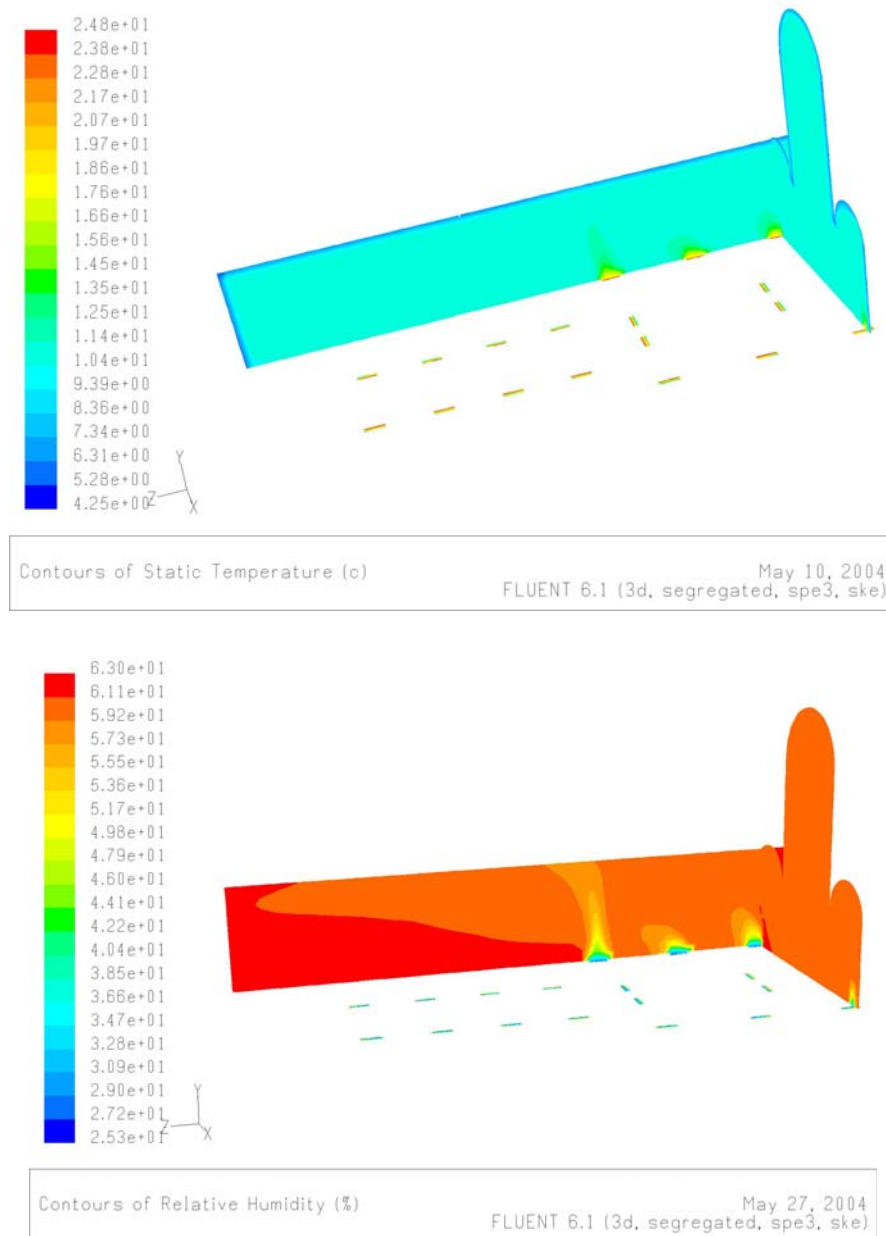 2.48e+01
2.38e+01
2.28e+01
2.17e+01
2.07e+01
1.97e+01
1.86e+01
1.76e+01
1.66e+01
1.56e+01
1.45e+01
1.35e+01
1.25e+01
1.14e+01
1.04e+01
9.39e+00
8.36e+00
7.34e+00
6.31e+00
5.28e+00
4.25e+00
Y
Z
X
Contours of Static Temperature (c)
May 10, 2004
FLUENT 6.1 (3d, segregated, spe3, ske)
6.30e+01
6.11e+01
5.92e+01
5.73e+01
5.55e+01
5.36e+01
5.17e+01
4.98e+01
4.79e+01
4.60e+01
4.41e+01
4.22e+01
4.04e+01
3.85e+01
3.66e+01
3.47e+01
3.28e+01
3.09e+01
2.90e+01
2.72e+01
2.53e+01
Y
Z
X
Contours of Relative Humidity (%)
May 27, 2004
FLUENT 6.1 (3d, segregated, spe3, ske)